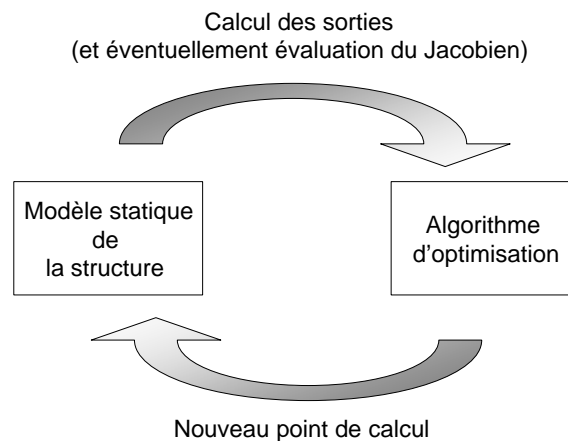 Calcul des sorties
(et éventuellement évaluation du Jacobien)
Modèle statique
de
la structure
Algorithme
d'optimisation
Nouveau point de calcul